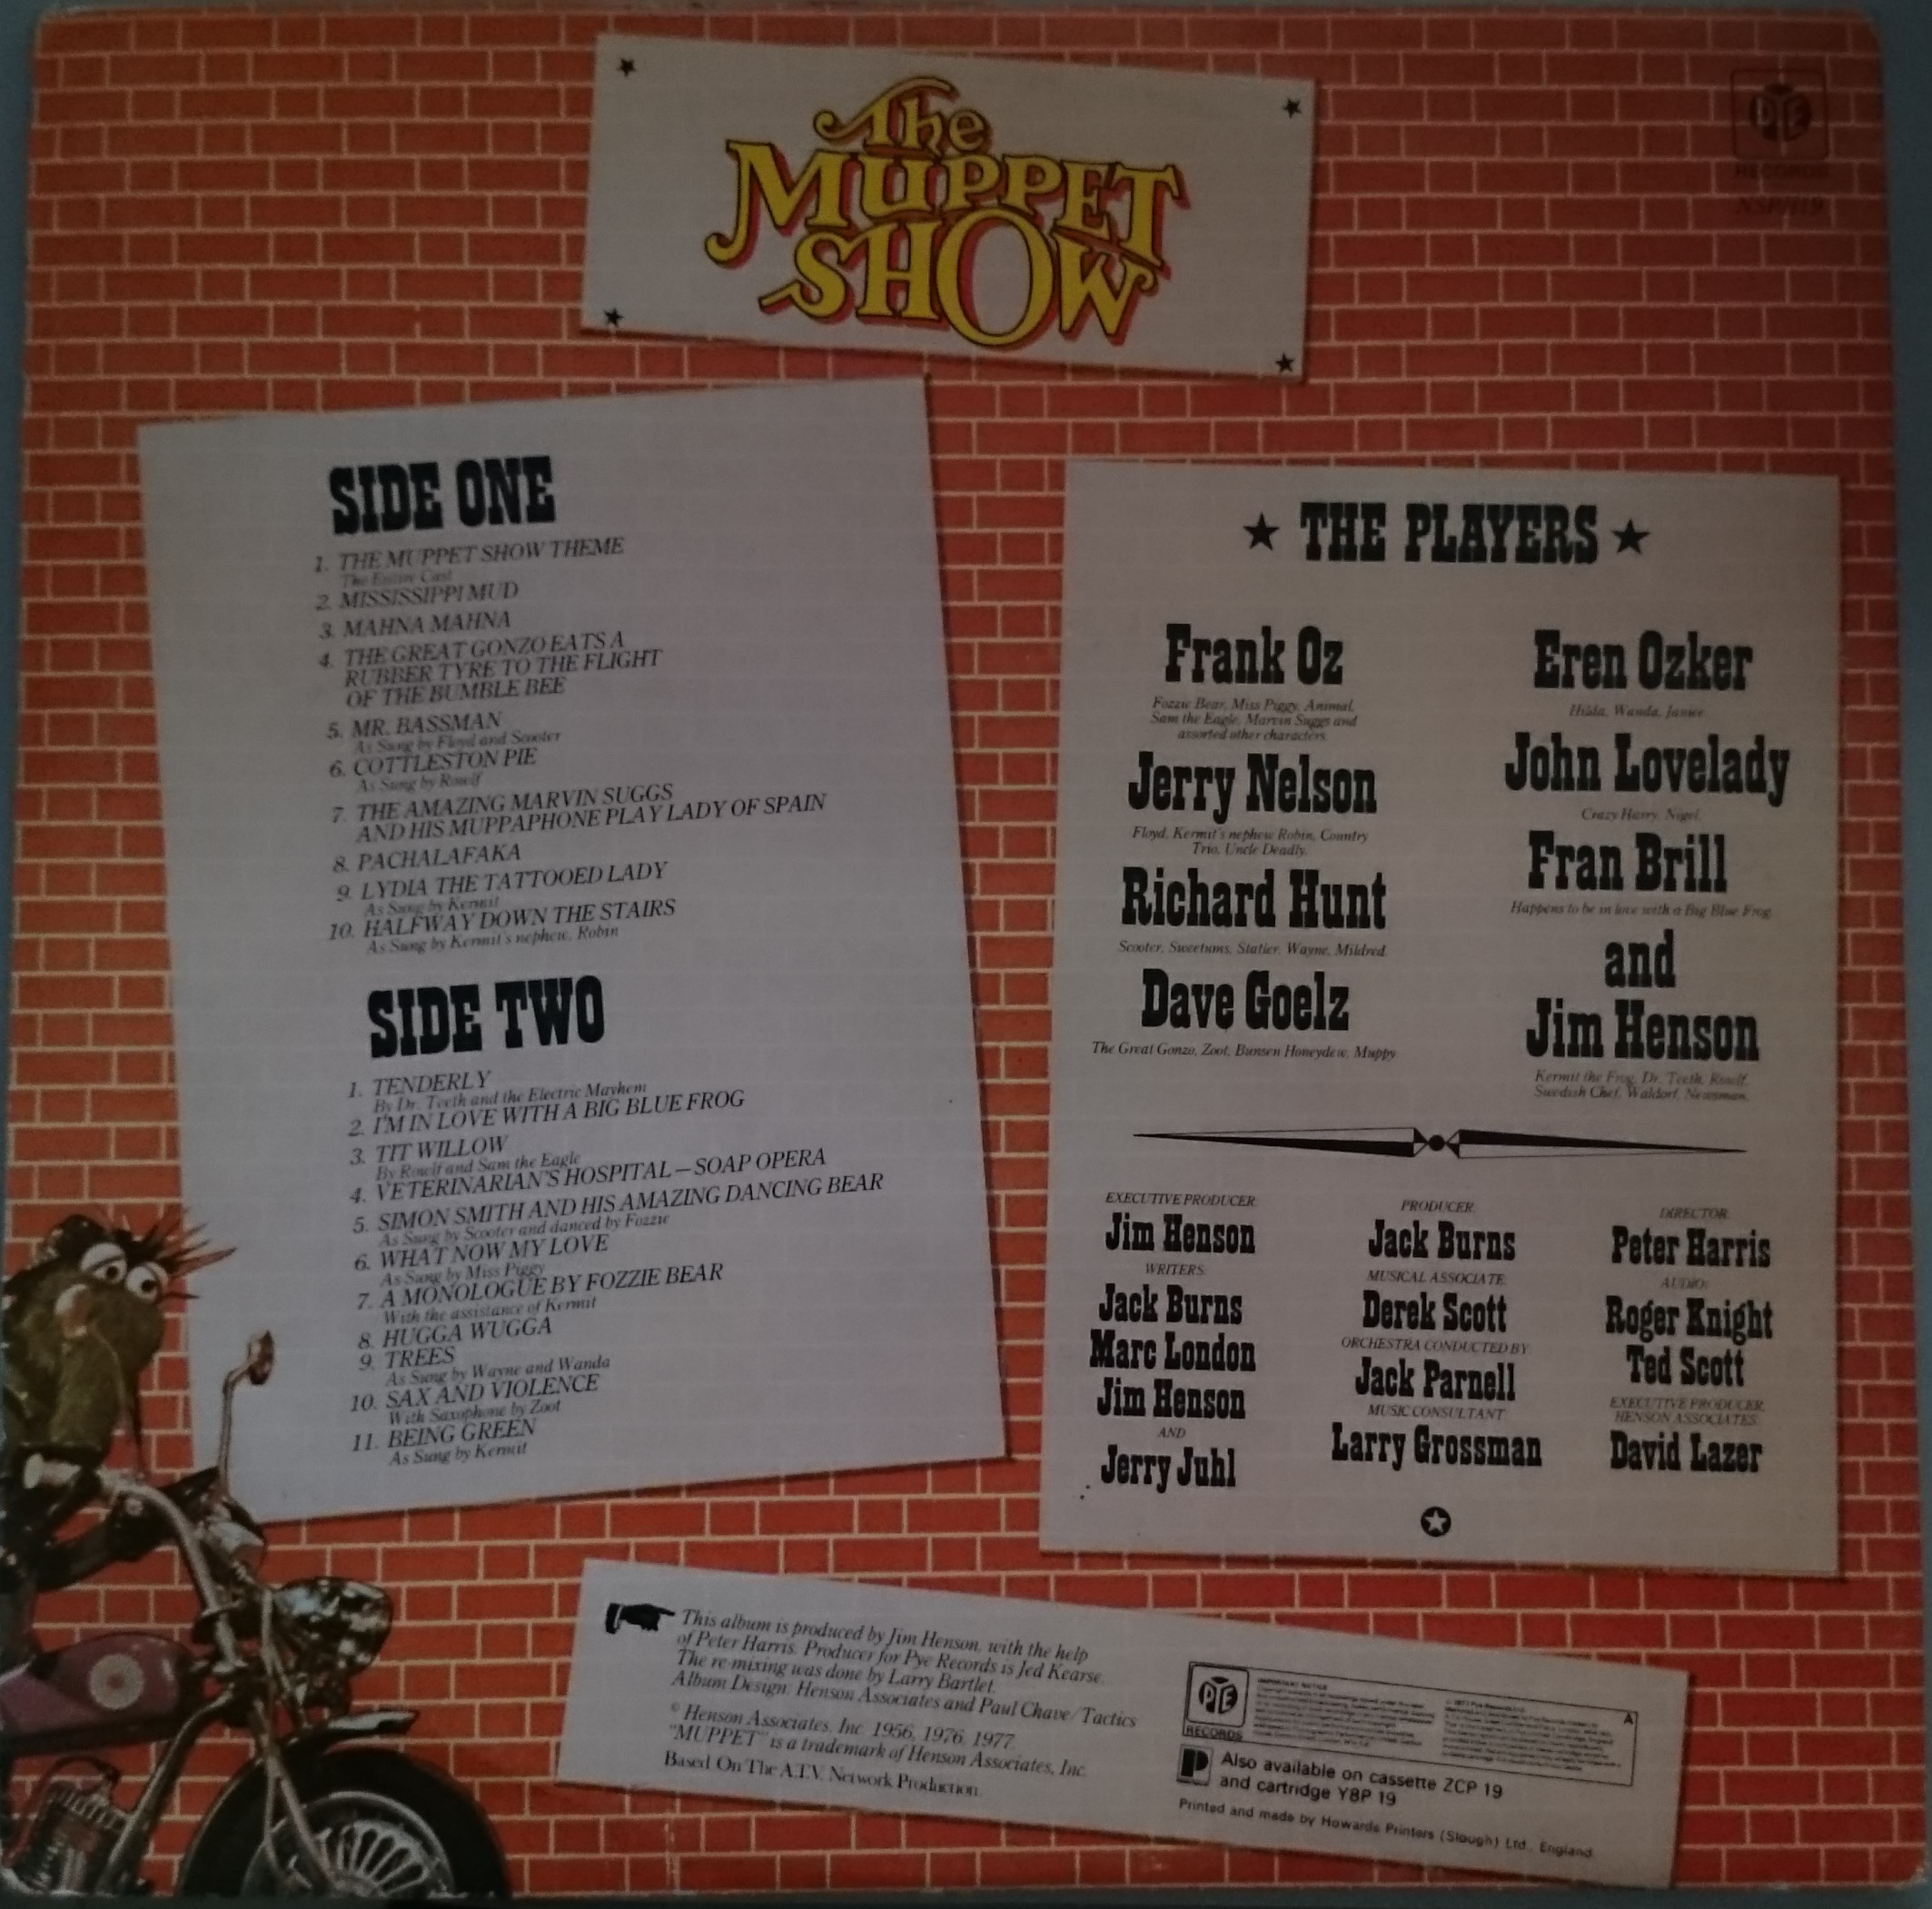 The
MUPPET
SHOW
PYE
RECORDS
NSPH 19
SIDE ONE
1. THE MUPPET SHOW THEME
The Entire Cast
2. MISSISSIPPI MUD
3. MAHNA MAHNA
4. THE GREAT GONZO EATS A
RUBBER TYRE TO THE FLIGHT
OF THE BUMBLE BEE
5. MR. BASSMAN
As Sung by Floyd and Scooter
6. COTTLESTON PIE
As Sung by Rowlf
7. THE AMAZING MARVIN SUGGS
AND HIS MUPPAPHONE PLAY LADY OF SPAIN
8. PACHALAFAKA
9. LYDIA THE TATTOOED LADY
As Sung by Kermit
10. HALFWAY DOWN THE STAIRS
As Sung by Kermit's nephew, Robin
SIDE TWO
1. TENDERLY
By Dr. Teeth and the Electric Mayhem
2. I'M IN LOVE WITH A BIG BLUE FROG
3. TIT WILLOW
By Rowlf and Sam the Eagle
4. VETERINARIAN'S HOSPITAL – SOAP OPERA
5. SIMON SMITH AND HIS AMAZING DANCING BEAR
As Sung by Scooter and danced by Fozzie
6. WHAT NOW MY LOVE
As Sung by Miss Piggy
7. A MONOLOGUE BY FOZZIE BEAR
With the assistance of Kermit
8. HUGGA WUGGA
9. TREES
As Sung by Wayne and Wanda
10. SAX AND VIOLENCE
With Saxophone by Zoot
11. BEING GREEN
As Sung by Kermit
★ THE PLAYERS ★
Frank Oz
Fozzie Bear, Miss Piggy, Animal,
Sam the Eagle, Marvin Suggs and
assorted other characters.
Jerry Nelson
Floyd, Kermit's nephew Robin, Country
Trio, Uncle Deadly.
Richard Hunt
Scooter, Sweetums, Statler, Wayne, Mildred.
Dave Goelz
The Great Gonzo, Zoot, Bunsen Honeydew, Muppy.
Eren Ozker
Hilda, Wanda, Janice.
John Lovelady
Crazy Harry, Nigel.
Fran Brill
Happens to be in love with a Big Blue Frog.
and
Jim Henson
Kermit the Frog, Dr. Teeth, Rowlf,
Swedish Chef, Waldorf, Newsman.
EXECUTIVE PRODUCER:
Jim Henson
WRITERS:
Jack Burns
Marc London
Jim Henson
AND
Jerry Juhl
PRODUCER:
Jack Burns
MUSICAL ASSOCIATE:
Derek Scott
ORCHESTRA CONDUCTED BY
Jack Parnell
MUSIC CONSULTANT
Larry Grossman
DIRECTOR:
Peter Harris
AUDIO:
Roger Knight
Ted Scott
EXECUTIVE PRODUCER,
HENSON ASSOCIATES:
David Lazer
This album is produced by Jim Henson, with the help
of Peter Harris. Producer for Pye Records is Jed Kearse.
The re-mixing was done by Larry Bartlet.
Album Design: Henson Associates and Paul Chave/Tactics
© Henson Associates, Inc. 1956, 1976, 1977.
"MUPPET" is a trademark of Henson Associates, Inc.
Based On The A.T.V. Network Production.
PYE
RECORDS
IMPORTANT NOTICE
A
P
Also available on cassette ZCP 19
and cartridge Y8P 19
Printed and made by Howards Printers (Slough) Ltd., England.